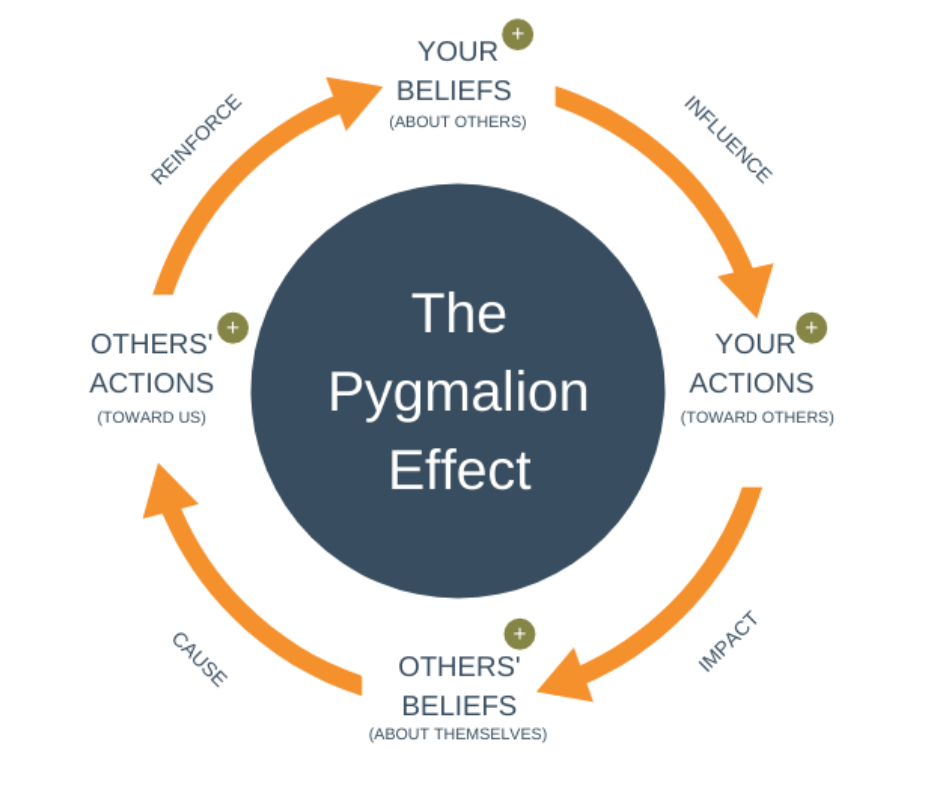 YOUR +
BELIEFS
(ABOUT OTHERS)
INFLUENCE
YOUR +
ACTIONS
(TOWARD OTHERS)
IMPACT
+
OTHERS'
BELIEFS
(ABOUT THEMSELVES)
CAUSE
OTHERS' +
ACTIONS
(TOWARD US)
REINFORCE
The
Pygmalion
Effect